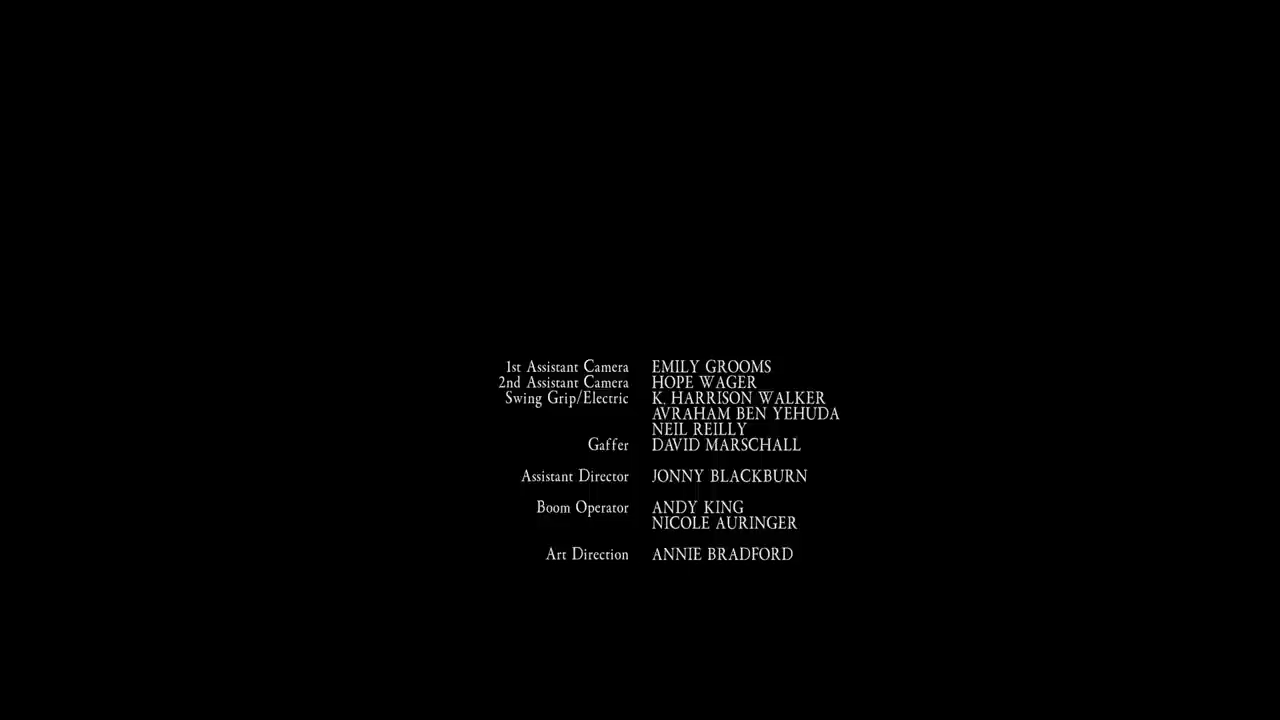 1st Assistant Camera EMILY GROOMS
2nd Assistant Camera HOPE WAGER
Swing Grip/Electric K. HARRISON WALKER
AVRAHAM BEN YEHUDA
NEIL REILLY
Gaffer DAVID MARSCHALL
Assistant Director JONNY BLACKBURN
Boom Operator ANDY KING
NICOLE AURINGER
Art Direction ANNIE BRADFORD